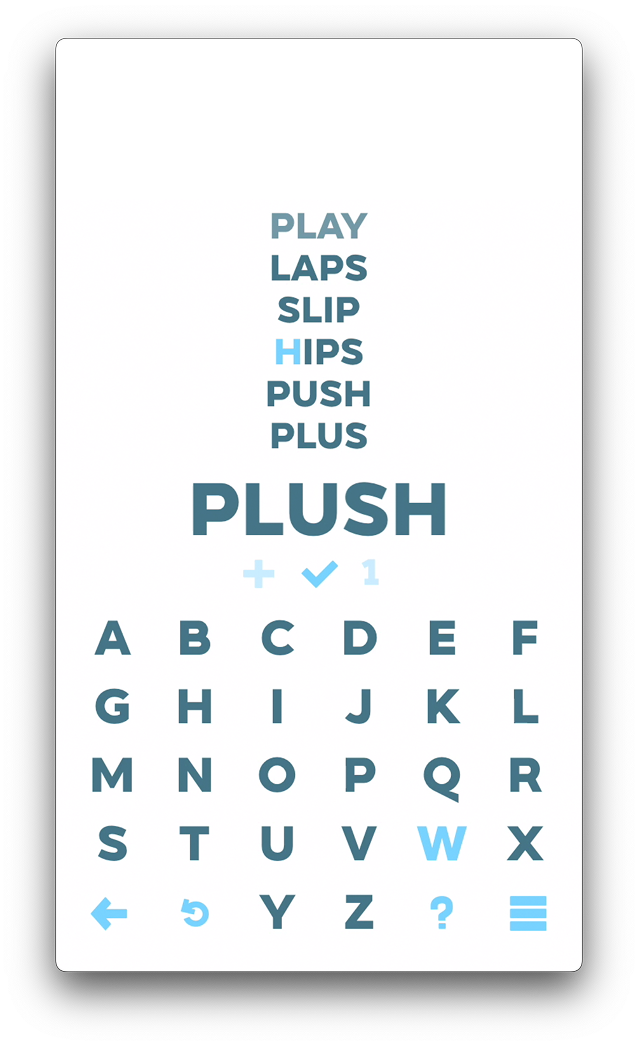 PLAY
LAPS
SLIP
HIPS
PUSH
PLUS
PLUSH
+ ✓ 1
A B C D E F
G H I J K L
M N O P Q R
S T U V W X
← ↺ Y Z ? ≡